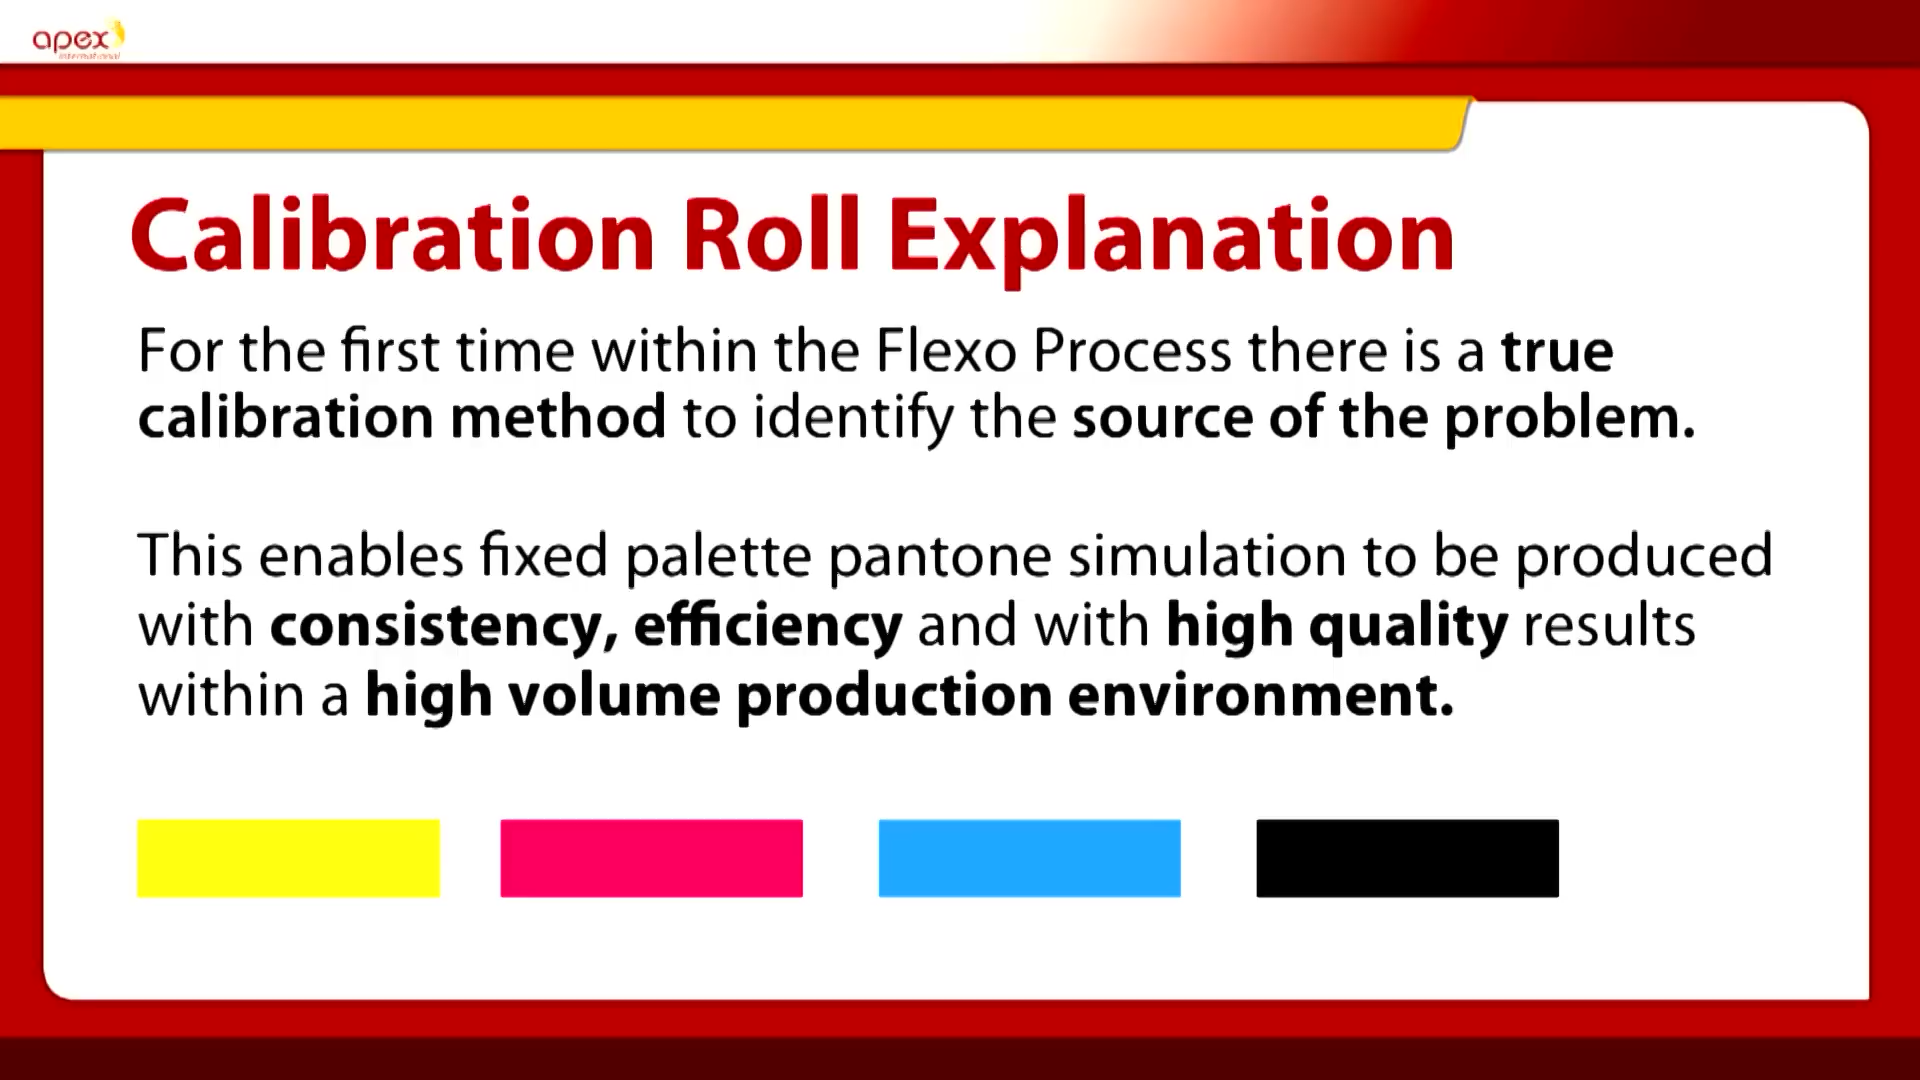 apex
international
Calibration Roll Explanation
For the first time within the Flexo Process there is a true
calibration method to identify the source of the problem.
This enables fixed palette pantone simulation to be produced
with consistency, efficiency and with high quality results
within a high volume production environment.